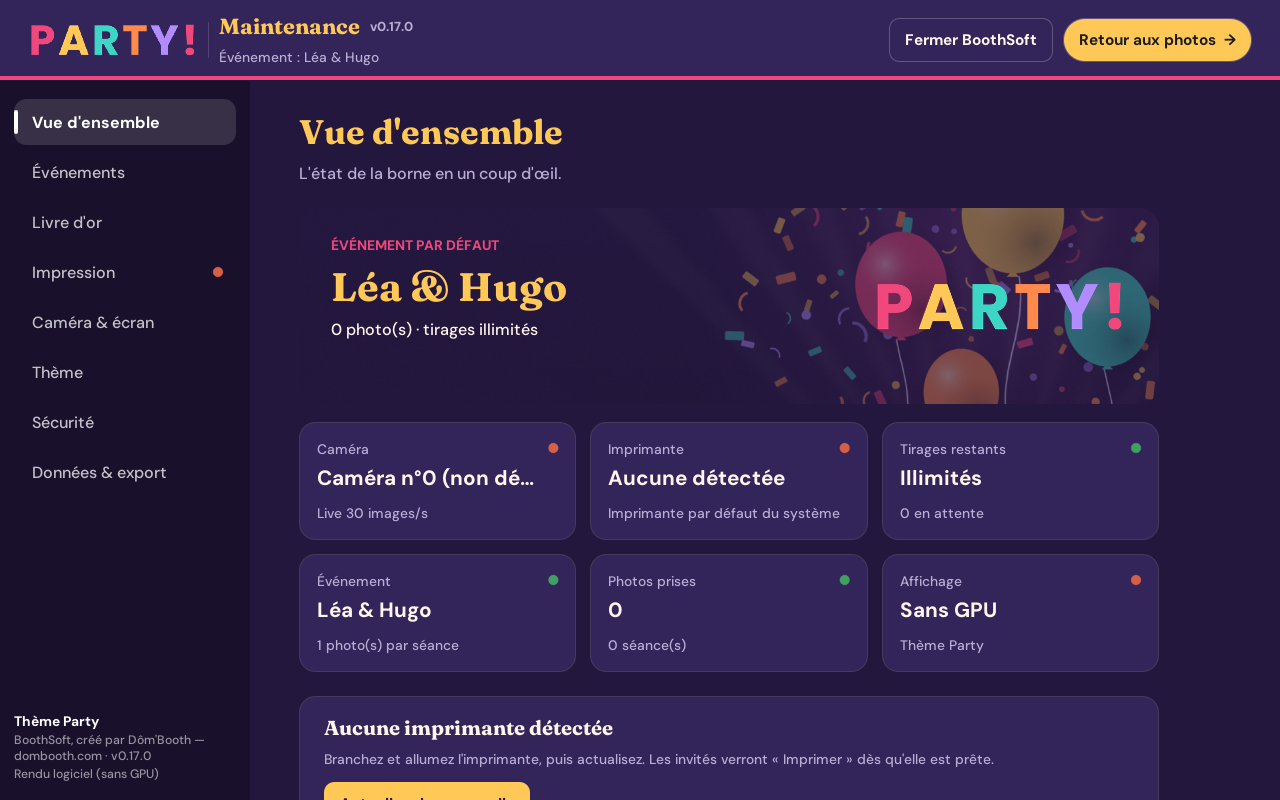 PARTY!
Maintenance v0.17.0
Événement : Léa & Hugo
Fermer BoothSoft
Retour aux photos →
Vue d'ensemble
Événements
Livre d'or
Impression
Caméra & écran
Thème
Sécurité
Données & export
Thème Party
BoothSoft, créé par Dōm'Booth —
dombooth.com · v0.17.0
Rendu logiciel (sans GPU)
Vue d'ensemble
L'état de la borne en un coup d'œil.
ÉVÉNEMENT PAR DÉFAUT
Léa & Hugo
0 photo(s) · tirages illimités
PARTY!
Caméra
Caméra n°0 (non dé…
Live 30 images/s
Imprimante
Aucune détectée
Imprimante par défaut du système
Tirages restants
Illimités
0 en attente
Événement
Léa & Hugo
1 photo(s) par séance
Photos prises
0
0 séance(s)
Affichage
Sans GPU
Thème Party
Aucune imprimante détectée
Branchez et allumez l'imprimante, puis actualisez. Les invités verront « Imprimer » dès qu'elle est prête.